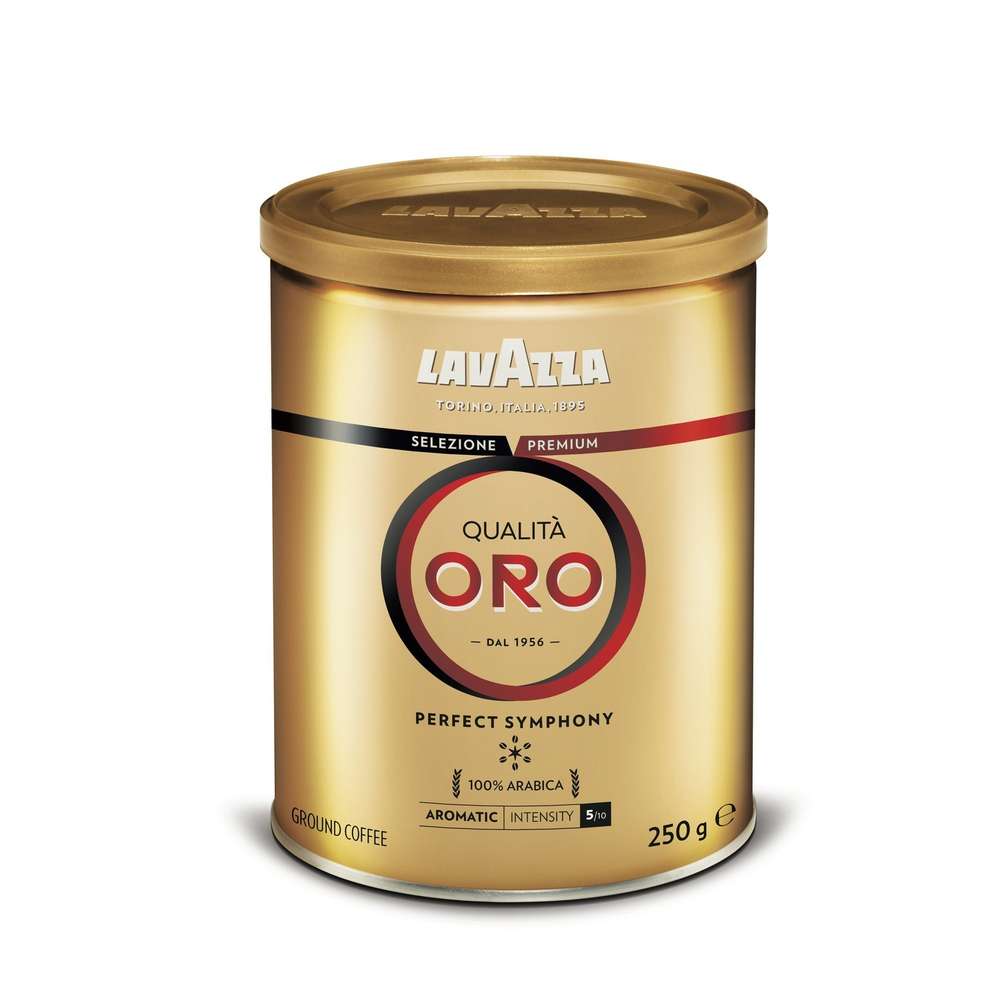 LAVAZZA
LAVAZZA
TORINO, ITALIA, 1895
SELEZIONE PREMIUM
QUALITÀ
ORO
— DAL 1956 —
PERFECT SYMPHONY
100% ARABICA
AROMATIC INTENSITY 5/10
GROUND COFFEE
250 g ℮